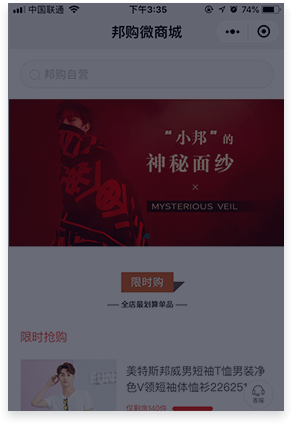 中国联通 下午3:35 74%
邦购微商城
邦购自营
"小邦"的
神秘面纱
×
MYSTERIOUS VEIL
限时购
全店最划算单品
限时抢购
美特斯邦威男短袖T恤男装净
色V领短袖体恤衫22625
客服